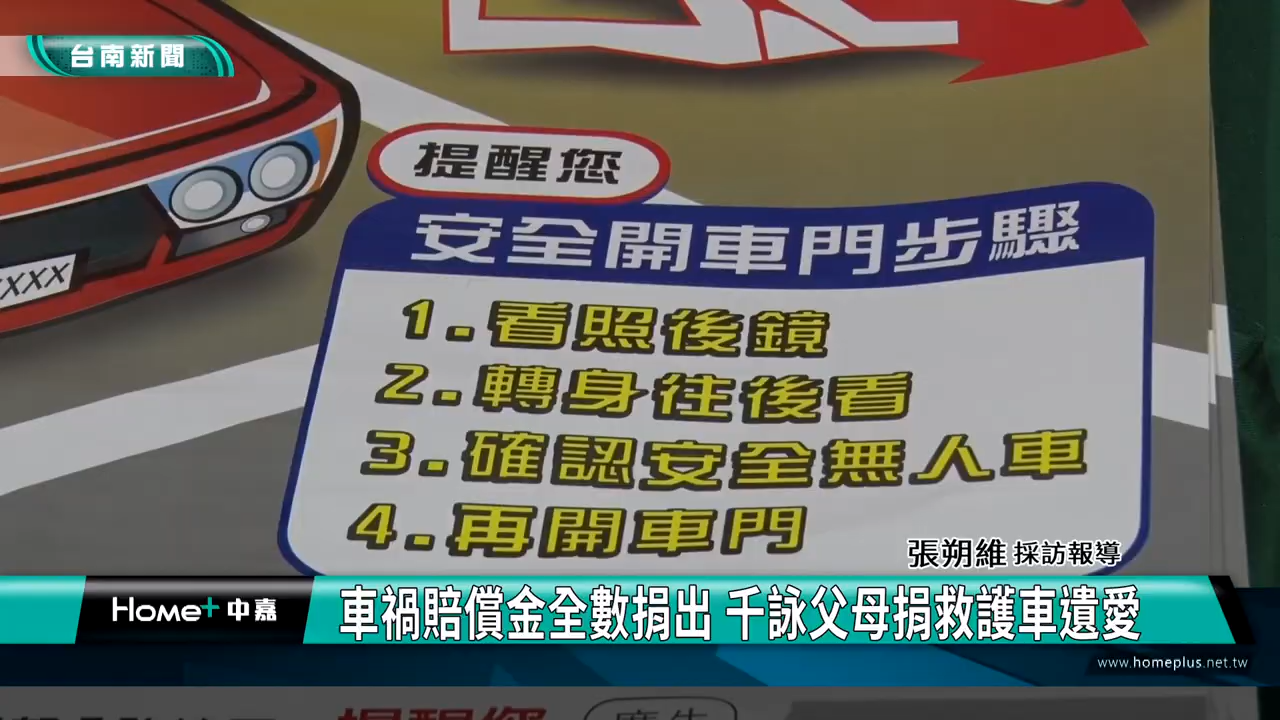 台南新聞
提醒您
安全開車門步驟
1.看照後鏡
2.轉身往後看
3.確認安全無人車
4.再開車門
XXXX
張朔維 採訪報導
Home+ 中嘉
車禍賠償金全數捐出 千詠父母捐救護車遺愛
www.homeplus.net.tw
提醒您
廣告